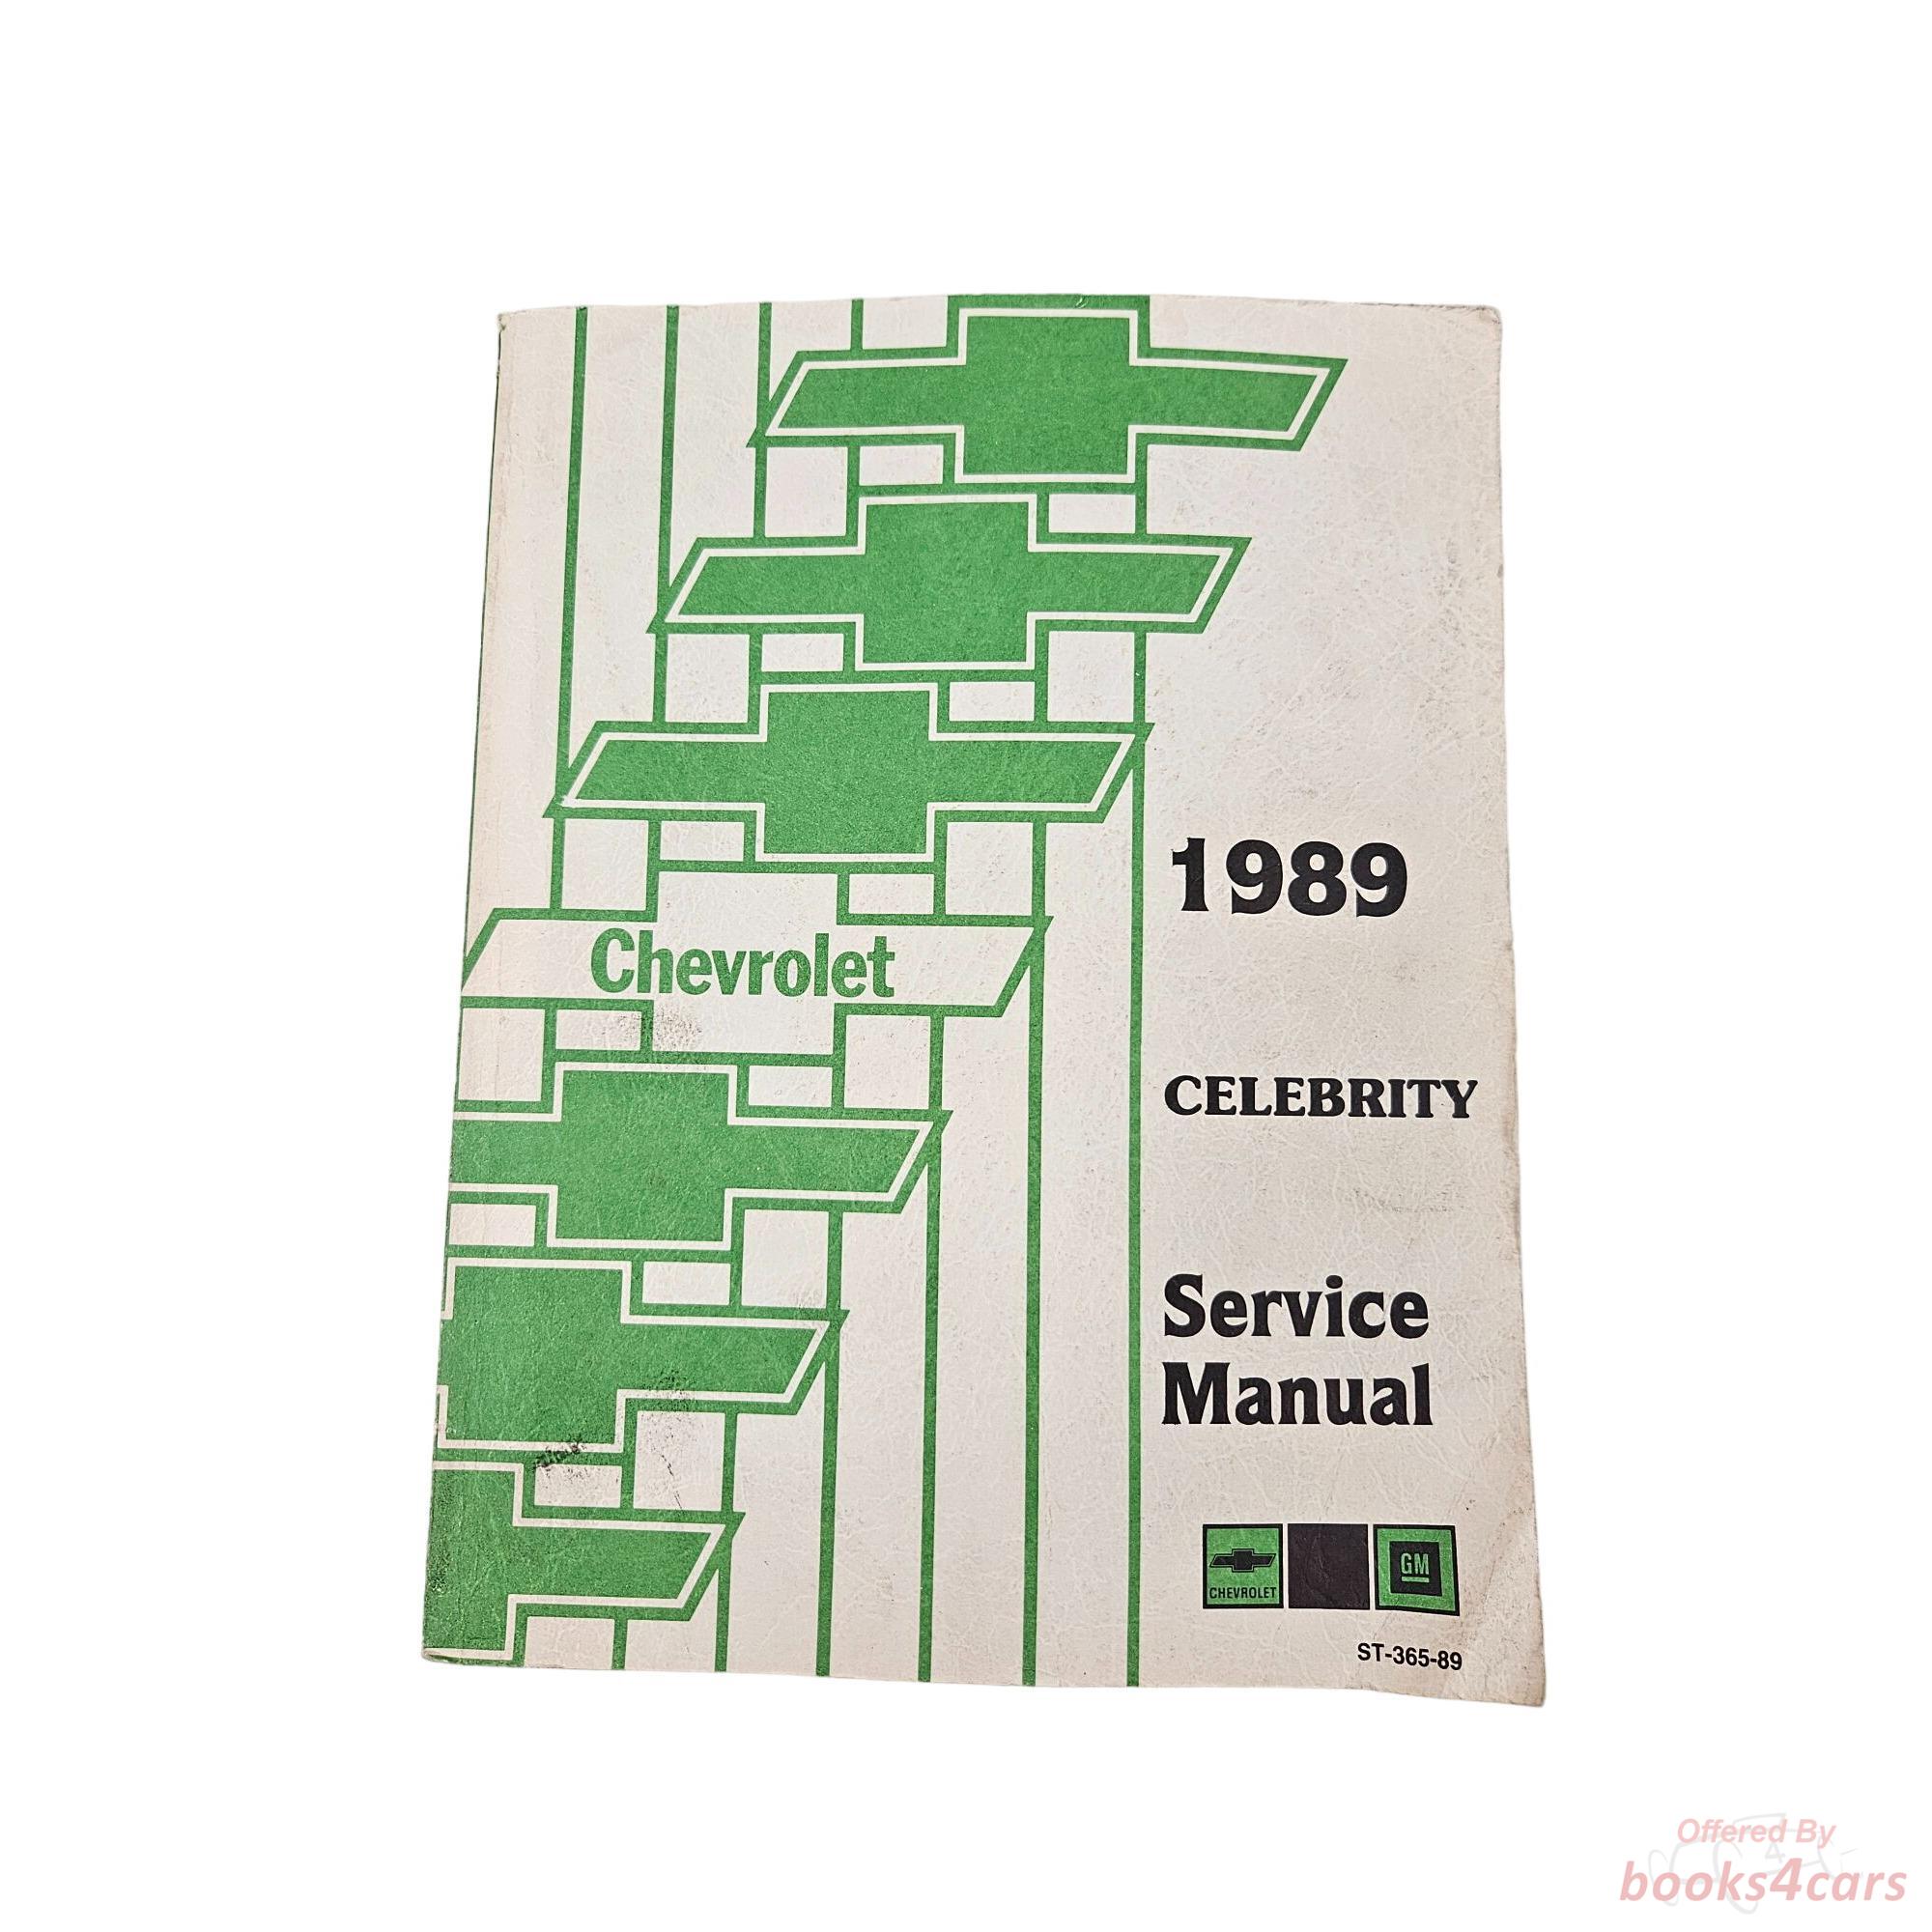 Chevrolet
1989
CELEBRITY
Service
Manual
CHEVROLET
GM
ST-365-89
Offered By
books4cars